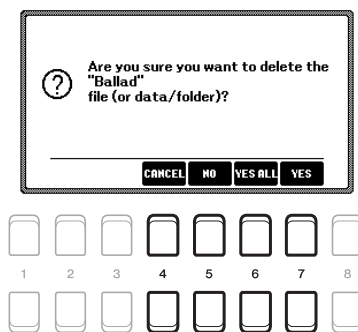 Are you sure you want to delete the
"Ballad"
file (or data/folder)?
CANCEL NO YES ALL YES
1 2 3 4 5 6 7 8